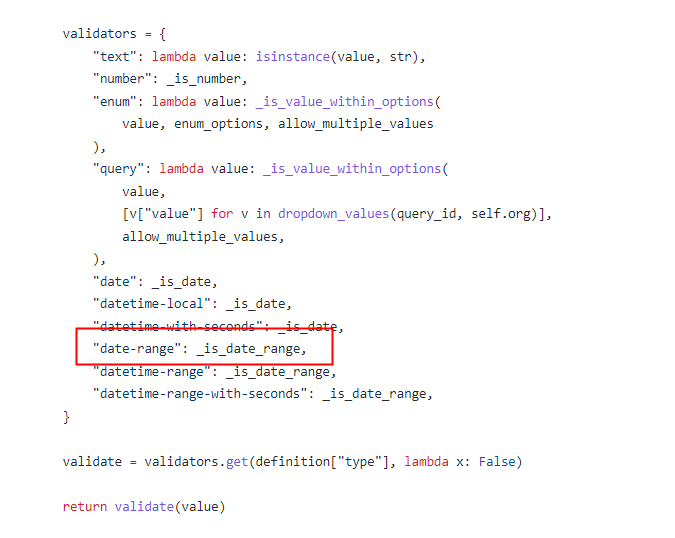 validators = {
"text": lambda value: isinstance(value, str),
"number": _is_number,
"enum": lambda value: _is_value_within_options(
value, enum_options, allow_multiple_values
),
"query": lambda value: _is_value_within_options(
value,
[v["value"] for v in dropdown_values(query_id, self.org)],
allow_multiple_values,
),
"date": _is_date,
"datetime-local": _is_date,
"datetime-with-seconds": _is_date,
"date-range": _is_date_range,
"datetime-range": _is_date_range,
"datetime-range-with-seconds": _is_date_range,
}
validate = validators.get(definition["type"], lambda x: False)
return validate(value)